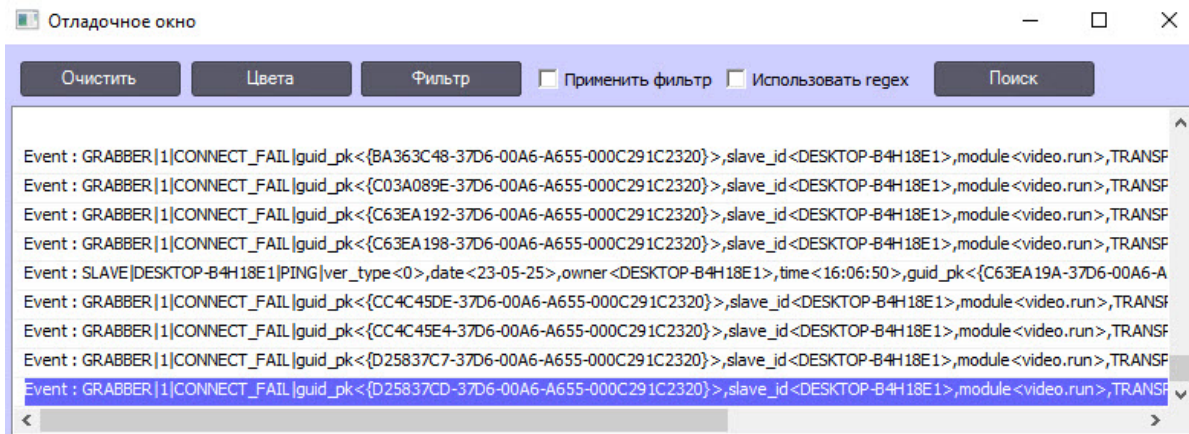 Отладочное окно
Очистить Цвета Фильтр Применить фильтр Использовать regex Поиск
Event : GRABBER|1|CONNECT_FAIL|guid_pk<{BA363C48-37D6-00A6-A655-000C291C2320}>,slave_id<DESKTOP-B4H18E1>,module<video.run>,TRANSP
Event : GRABBER|1|CONNECT_FAIL|guid_pk<{C03A089E-37D6-00A6-A655-000C291C2320}>,slave_id<DESKTOP-B4H18E1>,module<video.run>,TRANSP
Event : GRABBER|1|CONNECT_FAIL|guid_pk<{C63EA192-37D6-00A6-A655-000C291C2320}>,slave_id<DESKTOP-B4H18E1>,module<video.run>,TRANSP
Event : GRABBER|1|CONNECT_FAIL|guid_pk<{C63EA198-37D6-00A6-A655-000C291C2320}>,slave_id<DESKTOP-B4H18E1>,module<video.run>,TRANSP
Event : SLAVE|DESKTOP-B4H18E1|PING|ver_type<0>,date<23-05-25>,owner<DESKTOP-B4H18E1>,time<16:06:50>,guid_pk<{C63EA19A-37D6-00A6-A
Event : GRABBER|1|CONNECT_FAIL|guid_pk<{CC4C45DE-37D6-00A6-A655-000C291C2320}>,slave_id<DESKTOP-B4H18E1>,module<video.run>,TRANSP
Event : GRABBER|1|CONNECT_FAIL|guid_pk<{CC4C45E4-37D6-00A6-A655-000C291C2320}>,slave_id<DESKTOP-B4H18E1>,module<video.run>,TRANSP
Event : GRABBER|1|CONNECT_FAIL|guid_pk<{D25837C7-37D6-00A6-A655-000C291C2320}>,slave_id<DESKTOP-B4H18E1>,module<video.run>,TRANSP
Event : GRABBER|1|CONNECT_FAIL|guid_pk<{D25837CD-37D6-00A6-A655-000C291C2320}>,slave_id<DESKTOP-B4H18E1>,module<video.run>,TRANSP